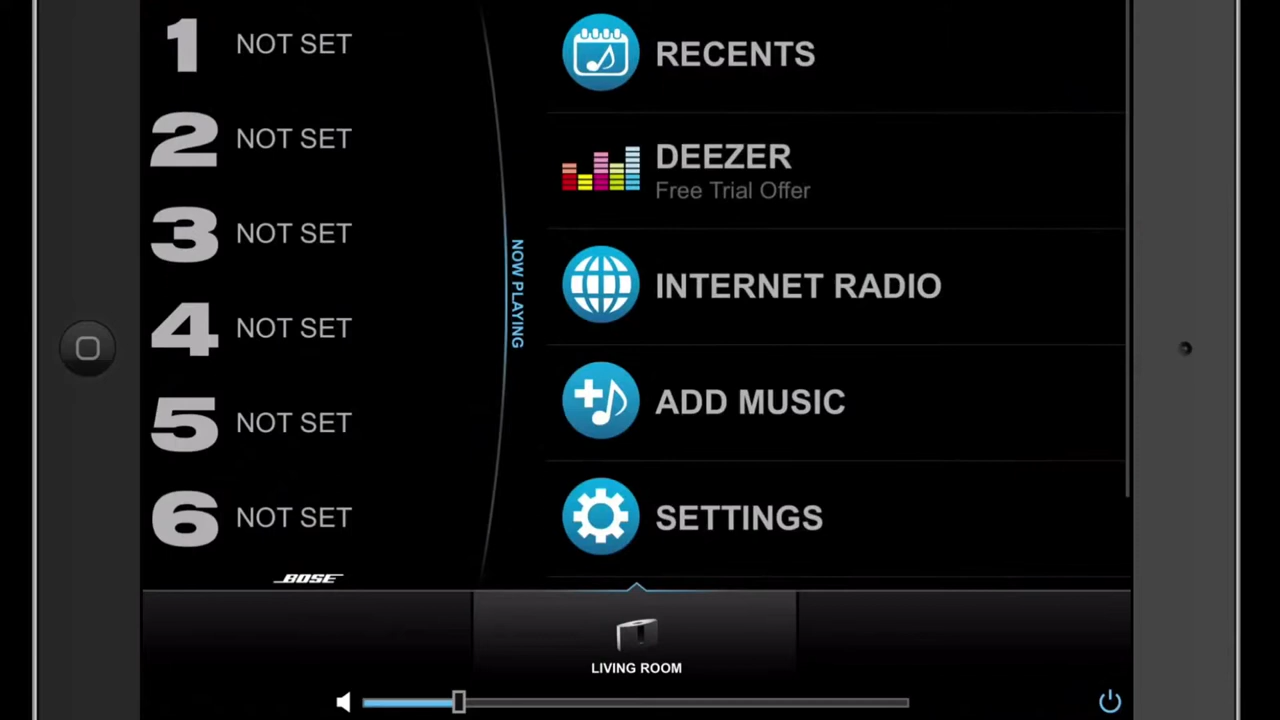 1 NOT SET
2 NOT SET
3 NOT SET
4 NOT SET
5 NOT SET
6 NOT SET
BOSE
NOW PLAYING
RECENTS
DEEZER
Free Trial Offer
INTERNET RADIO
ADD MUSIC
SETTINGS
LIVING ROOM